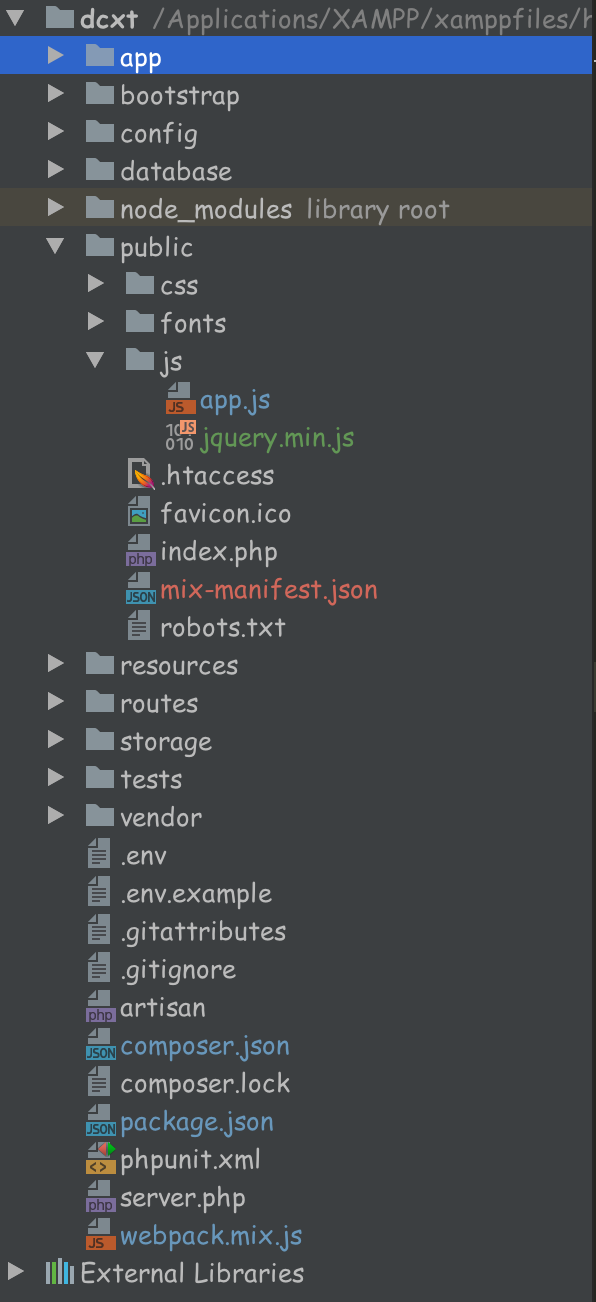 dcxt /Applications/XAMPP/xamppfiles/h
app
bootstrap
config
database
node_modules library root
public
css
fonts
js
JS app.js
10 JS 010 jquery.min.js
.htaccess
favicon.ico
php index.php
JSON mix-manifest.json
robots.txt
resources
routes
storage
tests
vendor
.env
.env.example
.gitattributes
.gitignore
php artisan
JSON composer.json
composer.lock
JSON package.json
<> phpunit.xml
php server.php
JS webpack.mix.js
External Libraries